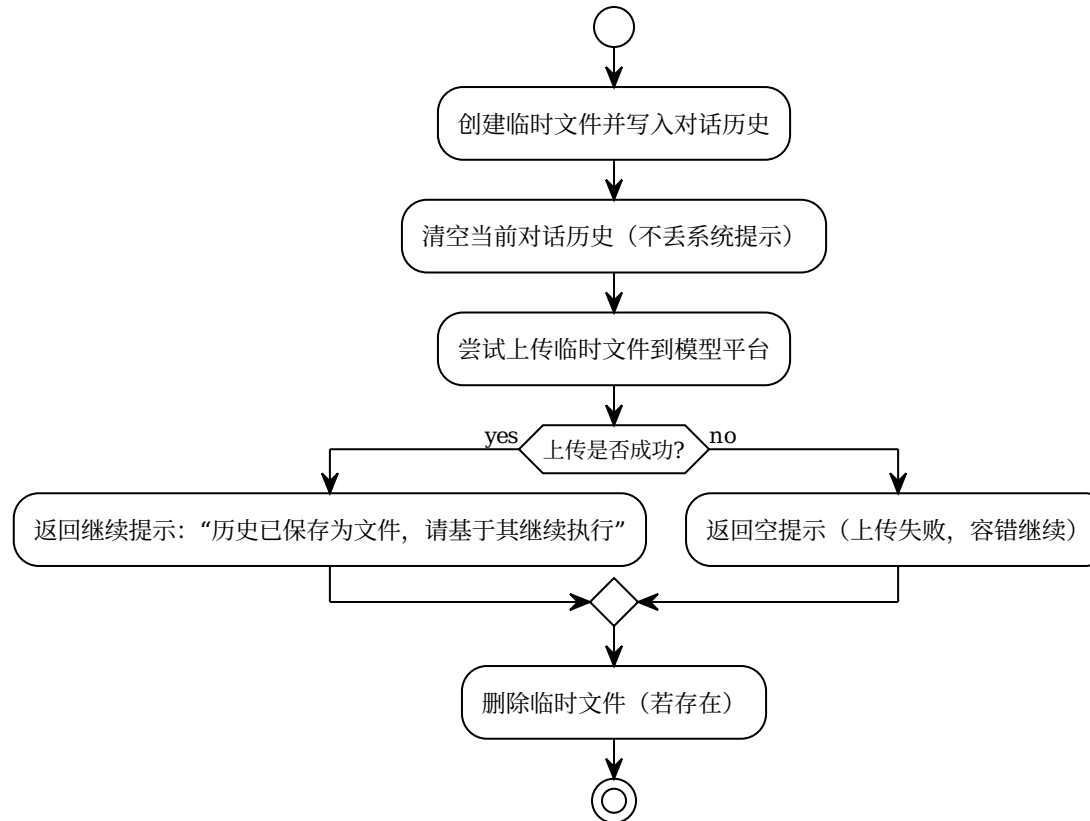 创建临时文件并写入对话历史
清空当前对话历史（不丢系统提示）
尝试上传临时文件到模型平台
yes
上传是否成功?
no
返回继续提示：“历史已保存为文件，请基于其继续执行”
返回空提示（上传失败，容错继续）
删除临时文件（若存在）